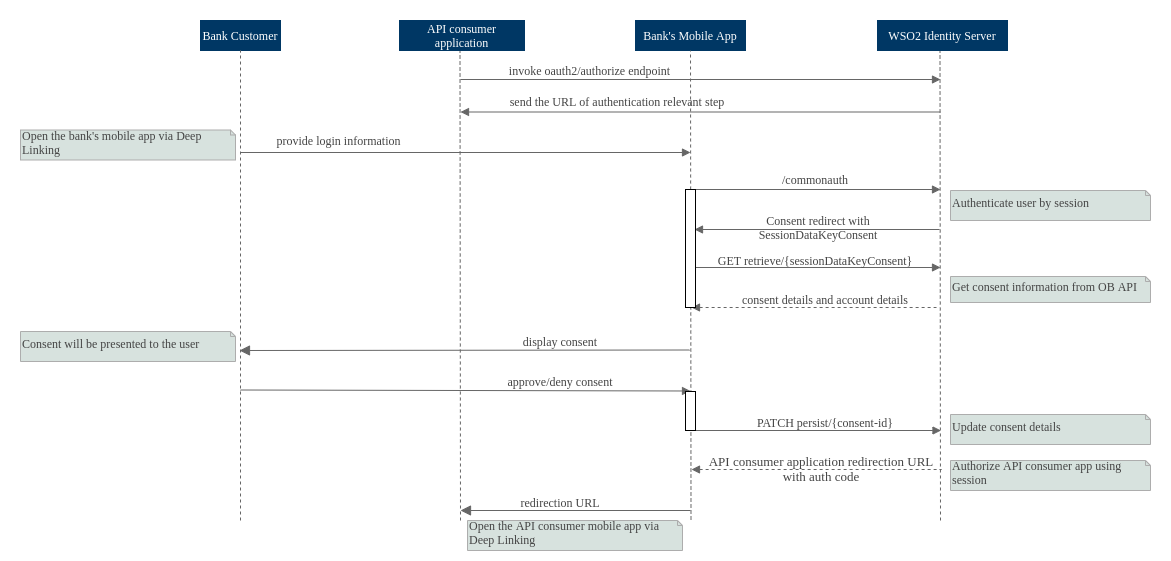 Bank Customer
API consumer
application
Bank's Mobile App
WSO2 Identity Server
invoke oauth2/authorize endpoint
send the URL of authentication relevant step
Open the bank's mobile app via Deep
Linking
provide login information
/commonauth
Authenticate user by session
Consent redirect with
SessionDataKeyConsent
GET retrieve/{sessionDataKeyConsent}
Get consent information from OB API
consent details and account details
Consent will be presented to the user
display consent
approve/deny consent
PATCH persist/{consent-id}
Update consent details
API consumer application redirection URL
with auth code
Authorize API consumer app using
session
redirection URL
Open the API consumer mobile app via
Deep Linking